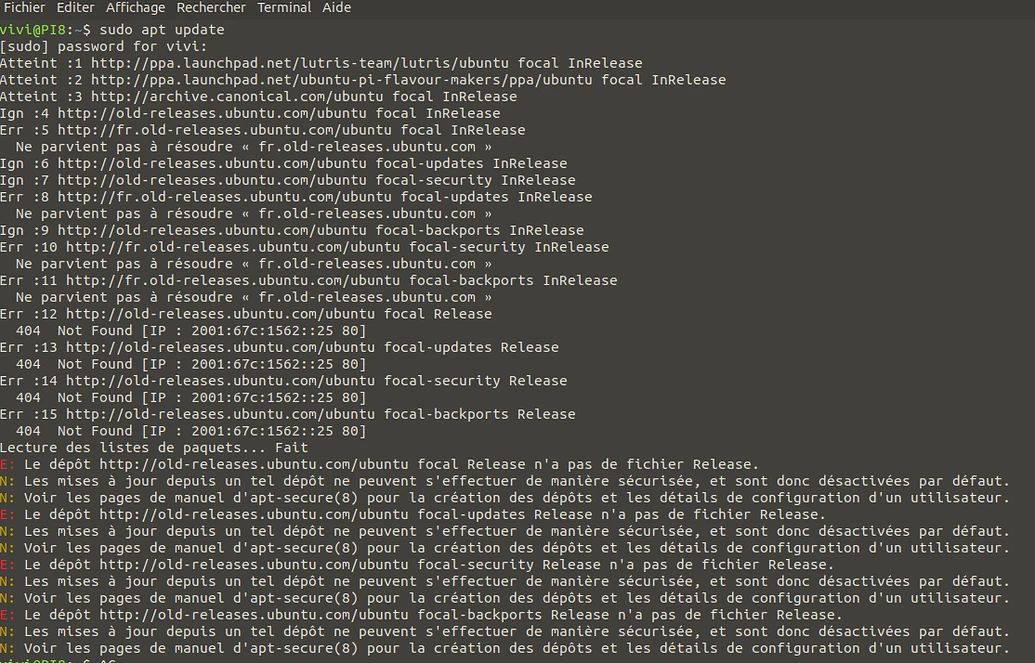 Fichier Editer Affichage Rechercher Terminal Aide
vivi@PI8:~$ sudo apt update
[sudo] password for vivi:
Atteint :1 http://ppa.launchpad.net/lutris-team/lutris/ubuntu focal InRelease
Atteint :2 http://ppa.launchpad.net/ubuntu-pi-flavour-makers/ppa/ubuntu focal InRelease
Atteint :3 http://archive.canonical.com/ubuntu focal InRelease
Ign :4 http://old-releases.ubuntu.com/ubuntu focal InRelease
Err :5 http://fr.old-releases.ubuntu.com/ubuntu focal InRelease
  Ne parvient pas à résoudre « fr.old-releases.ubuntu.com »
Ign :6 http://old-releases.ubuntu.com/ubuntu focal-updates InRelease
Ign :7 http://old-releases.ubuntu.com/ubuntu focal-security InRelease
Err :8 http://fr.old-releases.ubuntu.com/ubuntu focal-updates InRelease
  Ne parvient pas à résoudre « fr.old-releases.ubuntu.com »
Ign :9 http://old-releases.ubuntu.com/ubuntu focal-backports InRelease
Err :10 http://fr.old-releases.ubuntu.com/ubuntu focal-security InRelease
  Ne parvient pas à résoudre « fr.old-releases.ubuntu.com »
Err :11 http://fr.old-releases.ubuntu.com/ubuntu focal-backports InRelease
  Ne parvient pas à résoudre « fr.old-releases.ubuntu.com »
Err :12 http://old-releases.ubuntu.com/ubuntu focal Release
  404  Not Found [IP : 2001:67c:1562::25 80]
Err :13 http://old-releases.ubuntu.com/ubuntu focal-updates Release
  404  Not Found [IP : 2001:67c:1562::25 80]
Err :14 http://old-releases.ubuntu.com/ubuntu focal-security Release
  404  Not Found [IP : 2001:67c:1562::25 80]
Err :15 http://old-releases.ubuntu.com/ubuntu focal-backports Release
  404  Not Found [IP : 2001:67c:1562::25 80]
Lecture des listes de paquets... Fait
E: Le dépôt http://old-releases.ubuntu.com/ubuntu focal Release n'a pas de fichier Release.
N: Les mises à jour depuis un tel dépôt ne peuvent s'effectuer de manière sécurisée, et sont donc désactivées par défaut.
N: Voir les pages de manuel d'apt-secure(8) pour la création des dépôts et les détails de configuration d'un utilisateur.
E: Le dépôt http://old-releases.ubuntu.com/ubuntu focal-updates Release n'a pas de fichier Release.
N: Les mises à jour depuis un tel dépôt ne peuvent s'effectuer de manière sécurisée, et sont donc désactivées par défaut.
N: Voir les pages de manuel d'apt-secure(8) pour la création des dépôts et les détails de configuration d'un utilisateur.
E: Le dépôt http://old-releases.ubuntu.com/ubuntu focal-security Release n'a pas de fichier Release.
N: Les mises à jour depuis un tel dépôt ne peuvent s'effectuer de manière sécurisée, et sont donc désactivées par défaut.
N: Voir les pages de manuel d'apt-secure(8) pour la création des dépôts et les détails de configuration d'un utilisateur.
E: Le dépôt http://old-releases.ubuntu.com/ubuntu focal-backports Release n'a pas de fichier Release.
N: Les mises à jour depuis un tel dépôt ne peuvent s'effectuer de manière sécurisée, et sont donc désactivées par défaut.
N: Voir les pages de manuel d'apt-secure(8) pour la création des dépôts et les détails de configuration d'un utilisateur.